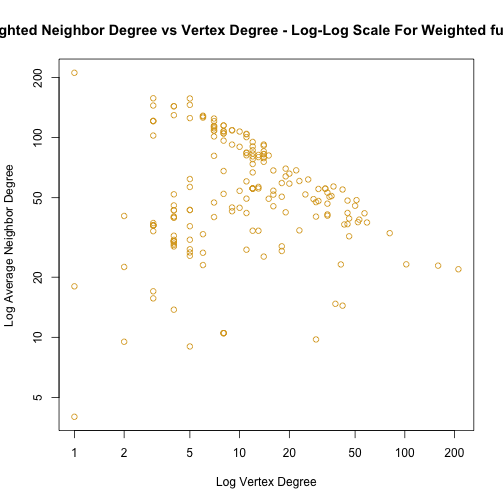 ghted Neighbor Degree vs Vertex Degree - Log-Log Scale For Weighted fu
200
100
50
20
10
5
Log Average Neighbor Degree
1 2 5 10 20 50 100 200
Log Vertex Degree